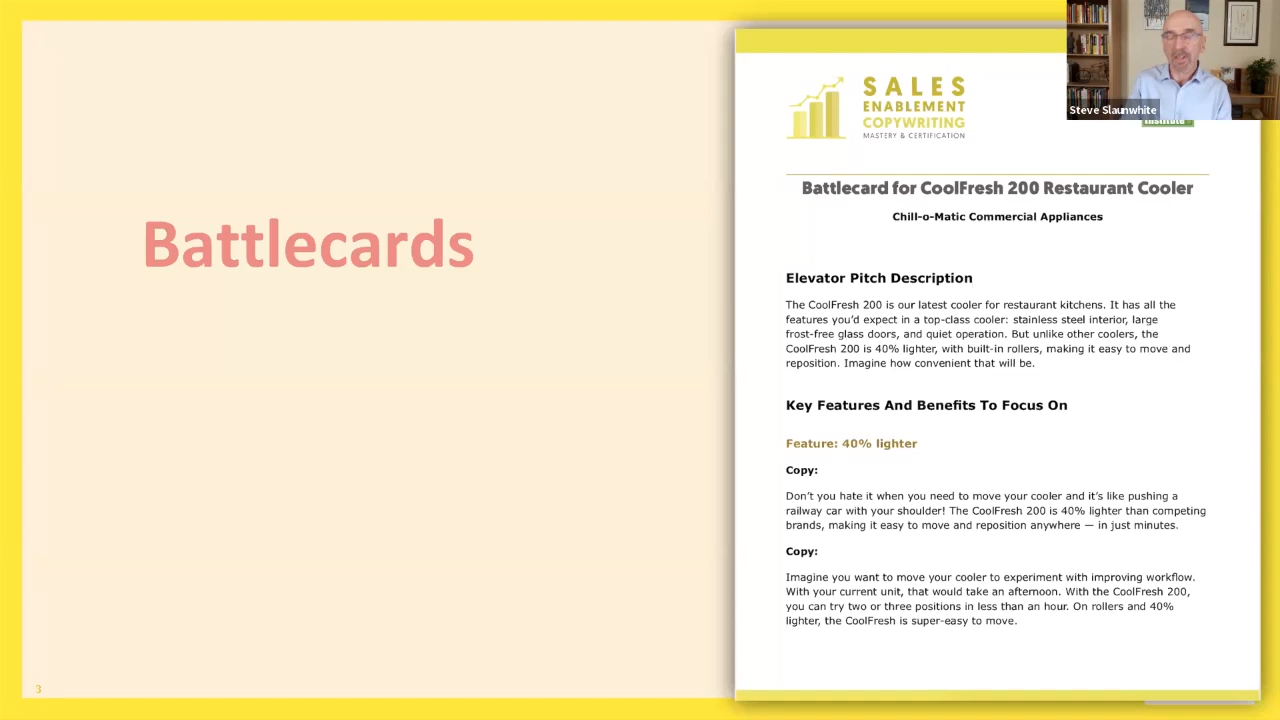 Battlecards
3
SALES
ENABLEMENT
COPYWRITING
MASTERY & CERTIFICATION
Steve Slaunwhite
Institute
Battlecard for CoolFresh 200 Restaurant Cooler
Chill-o-Matic Commercial Appliances
Elevator Pitch Description
The CoolFresh 200 is our latest cooler for restaurant kitchens. It has all the
features you’d expect in a top-class cooler: stainless steel interior, large
frost-free glass doors, and quiet operation. But unlike other coolers, the
CoolFresh 200 is 40% lighter, with built-in rollers, making it easy to move and
reposition. Imagine how convenient that will be.
Key Features And Benefits To Focus On
Feature: 40% lighter
Copy:
Don’t you hate it when you need to move your cooler and it’s like pushing a
railway car with your shoulder! The CoolFresh 200 is 40% lighter than competing
brands, making it easy to move and reposition anywhere — in just minutes.
Copy:
Imagine you want to move your cooler to experiment with improving workflow.
With your current unit, that would take an afternoon. With the CoolFresh 200,
you can try two or three positions in less than an hour. On rollers and 40%
lighter, the CoolFresh is super-easy to move.